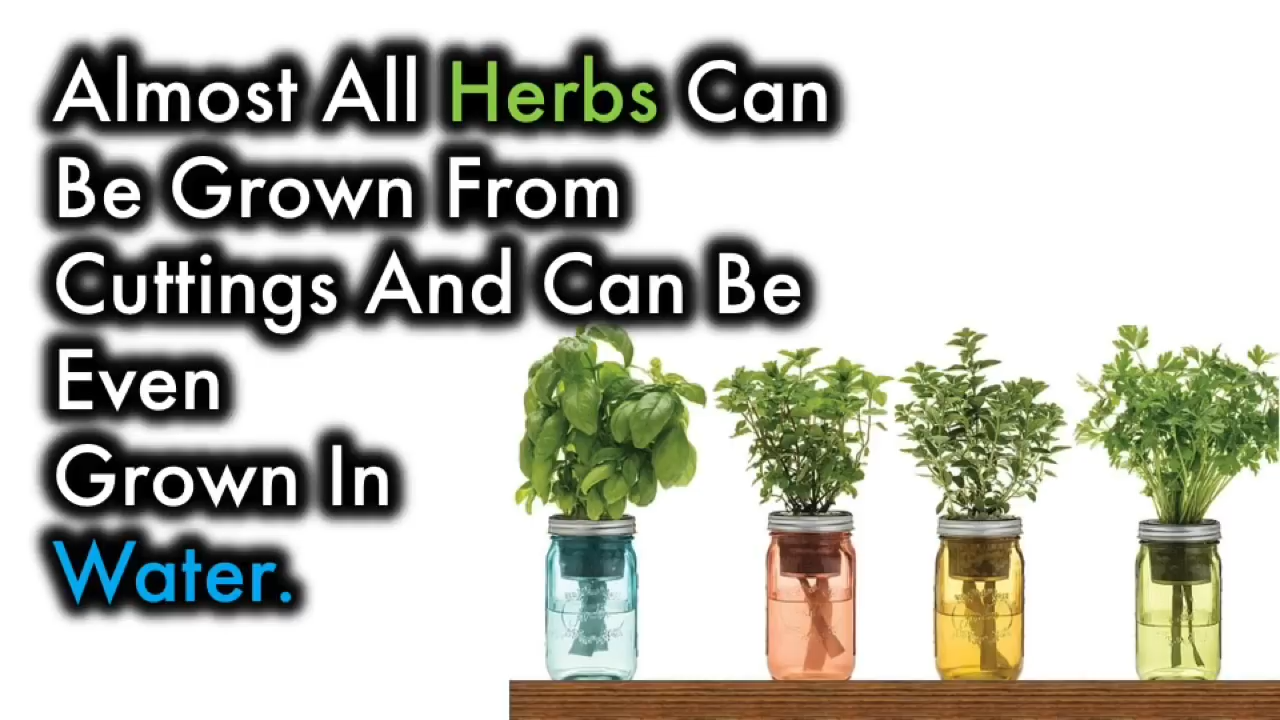 Almost All Herbs Can
Be Grown From
Cuttings And Can Be
Even
Grown In
Water.